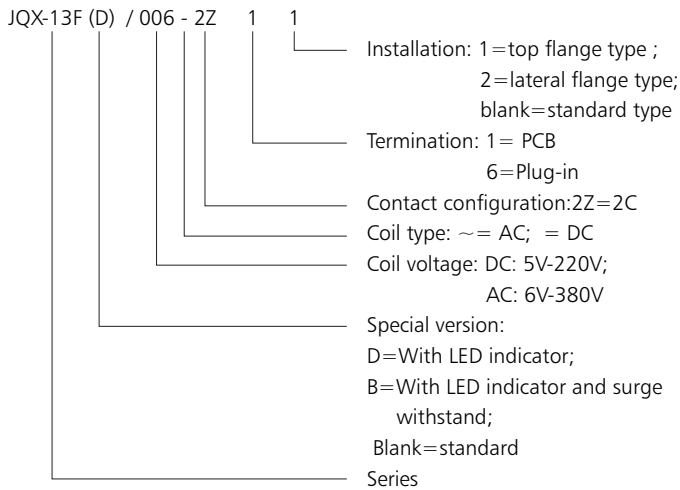 JQX-13F (D) / 006 - 2Z 1 1
Installation: 1=top flange type ;
2=lateral flange type;
blank=standard type
Termination: 1= PCB
6=Plug-in
Contact configuration:2Z=2C
Coil type: ~= AC; = DC
Coil voltage: DC: 5V-220V;
AC: 6V-380V
Special version:
D=With LED indicator;
B=With LED indicator and surge
withstand;
Blank=standard
Series